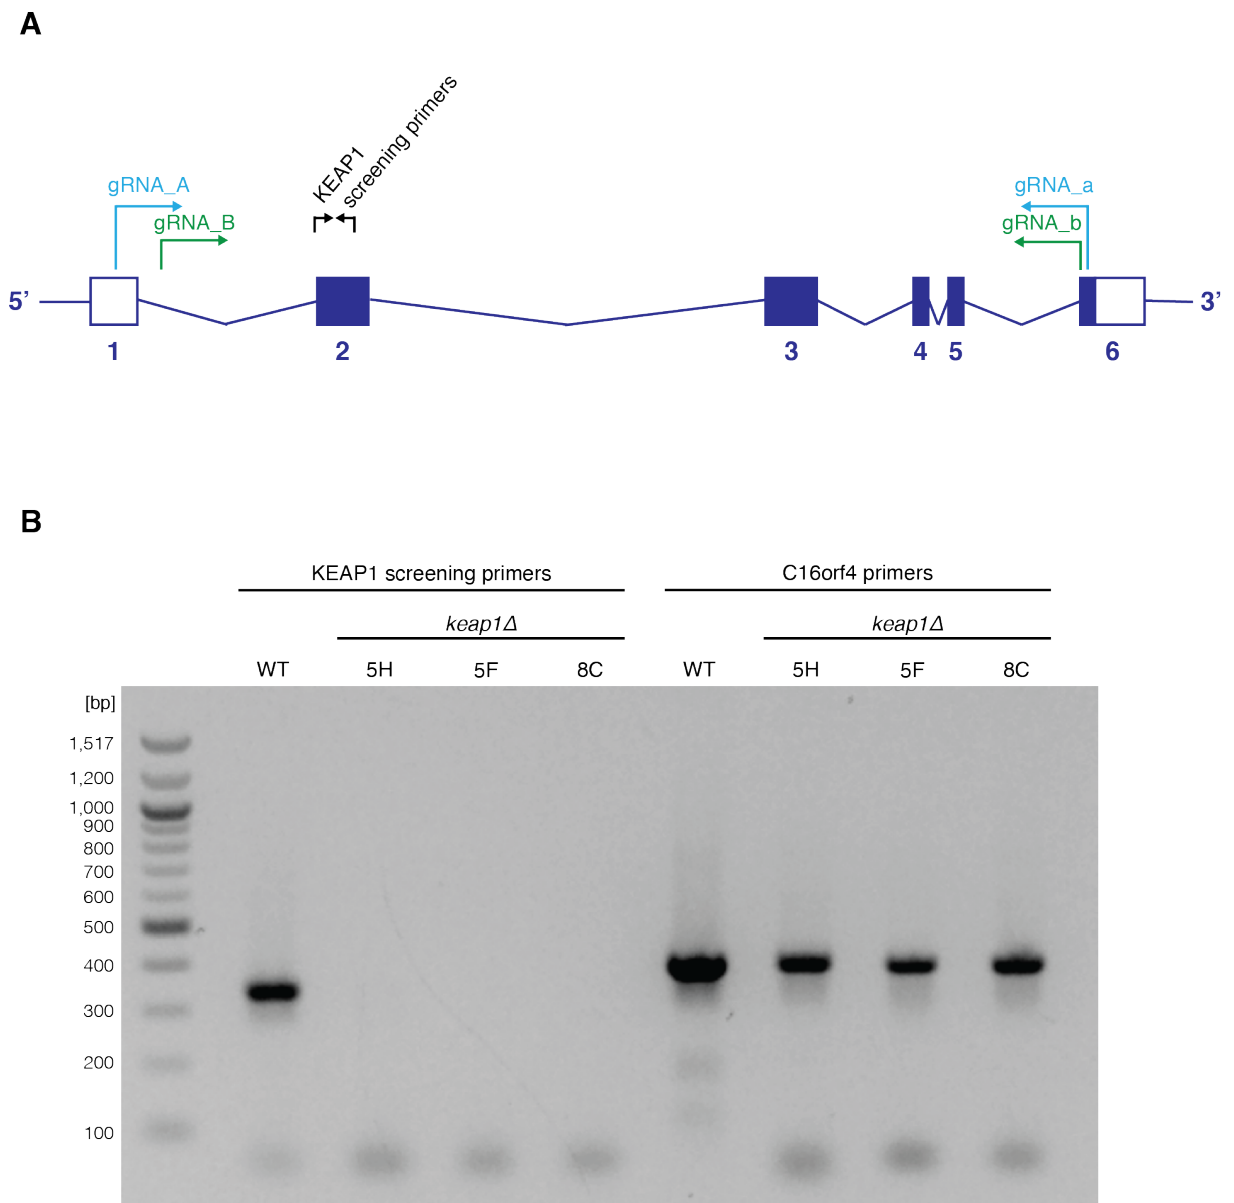 A
KEAP1
screening primers
gRNA_A
gRNA_B
gRNA_a
gRNA_b
5’
3’
1
2
3
4
5
6
B
KEAP1 screening primers
C16orf4 primers
keap1Δ
keap1Δ
WT
5H
5F
8C
WT
5H
5F
8C
[bp]
1,517
1,200
1,000
900
800
700
600
500
400
300
200
100